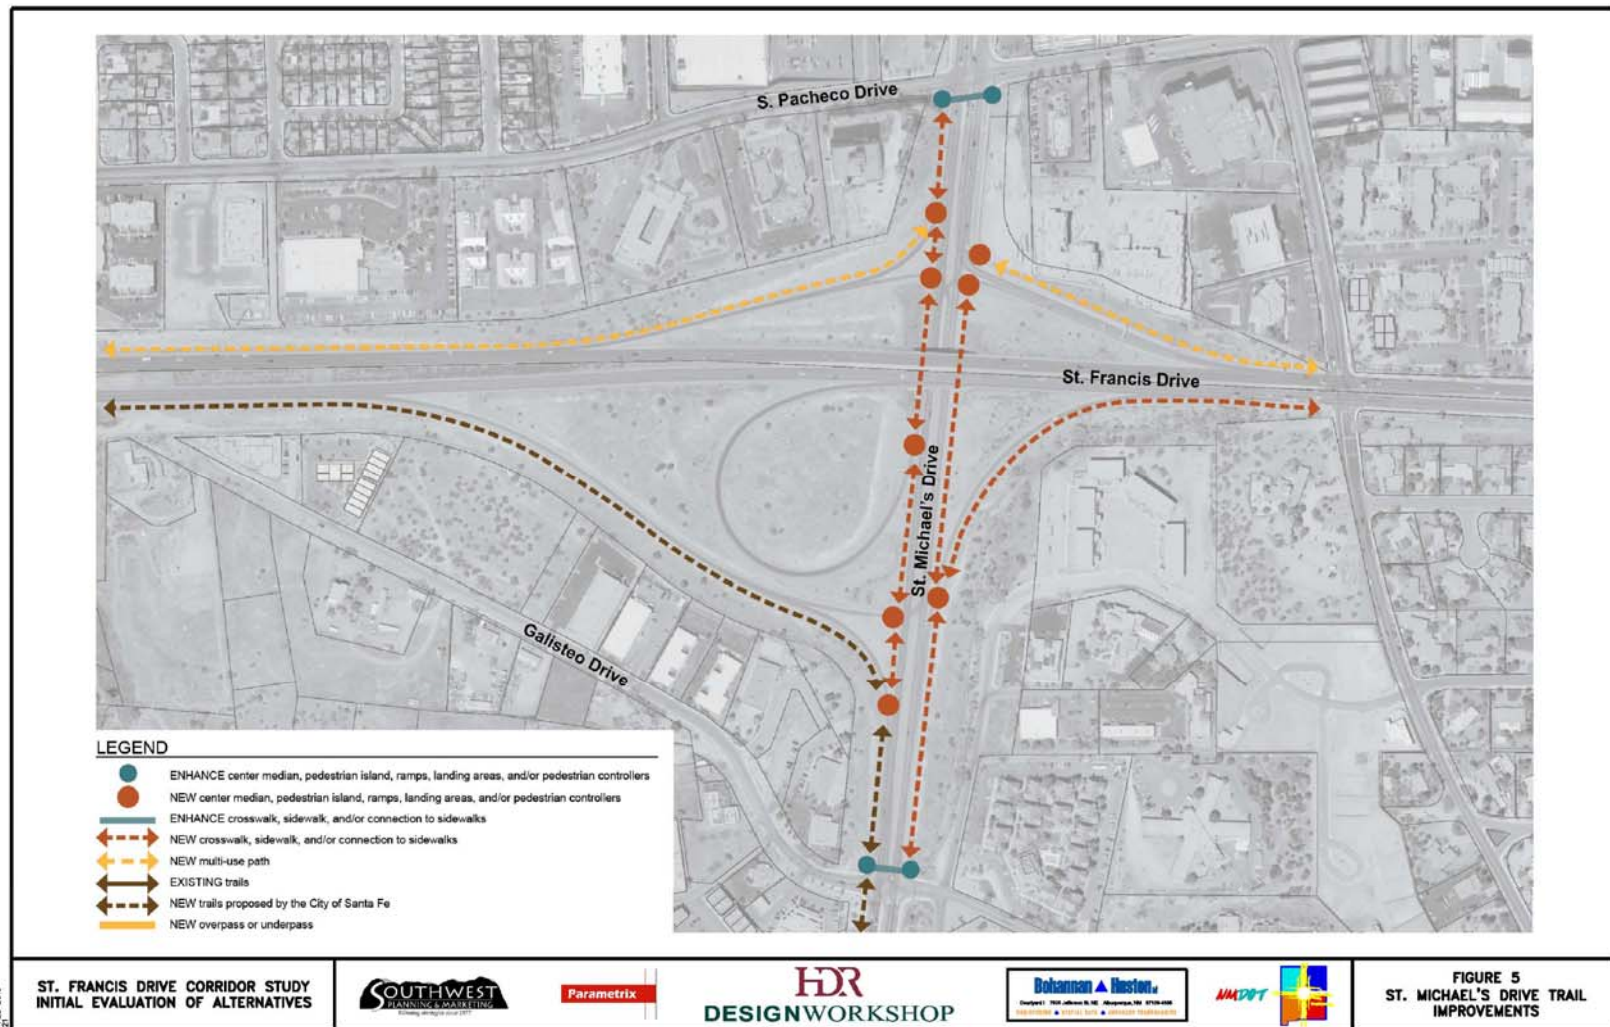 S. Pacheco Drive
St. Francis Drive
St. Michael's Drive
Galisteo Drive
LEGEND
ENHANCE center median, pedestrian island, ramps, landing areas, and/or pedestrian controllers
NEW center median, pedestrian island, ramps, landing areas, and/or pedestrian controllers
ENHANCE crosswalk, sidewalk, and/or connection to sidewalks
NEW crosswalk, sidewalk, and/or connection to sidewalks
NEW multi-use path
EXISTING trails
NEW trails proposed by the City of Santa Fe
NEW overpass or underpass
ST. FRANCIS DRIVE CORRIDOR STUDY
INITIAL EVALUATION OF ALTERNATIVES
SOUTHWEST
PLANNING & MARKETING
Parametrix
HDR
DESIGNWORKSHOP
Bohannan Huston
NMDOT
FIGURE 5
ST. MICHAEL'S DRIVE TRAIL
IMPROVEMENTS